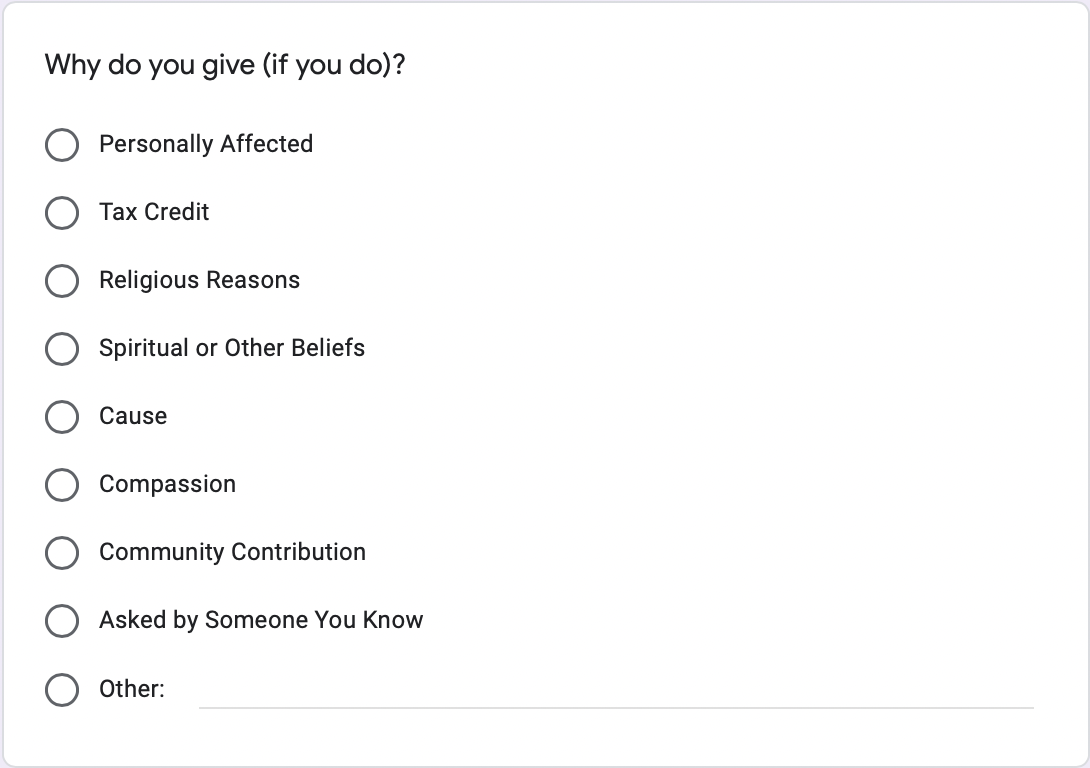 Why do you give (if you do)?
Personally Affected
Tax Credit
Religious Reasons
Spiritual or Other Beliefs
Cause
Compassion
Community Contribution
Asked by Someone You Know
Other: